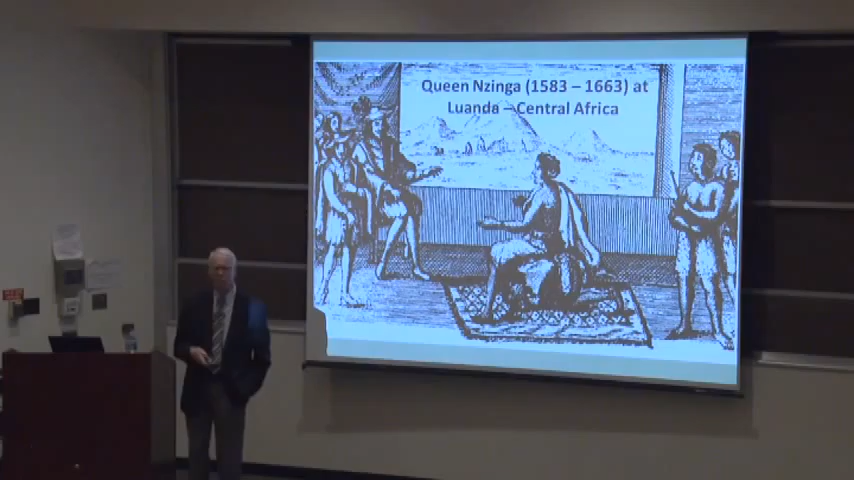 Queen Nzinga (1583 – 1663) at
Luanda – Central Africa